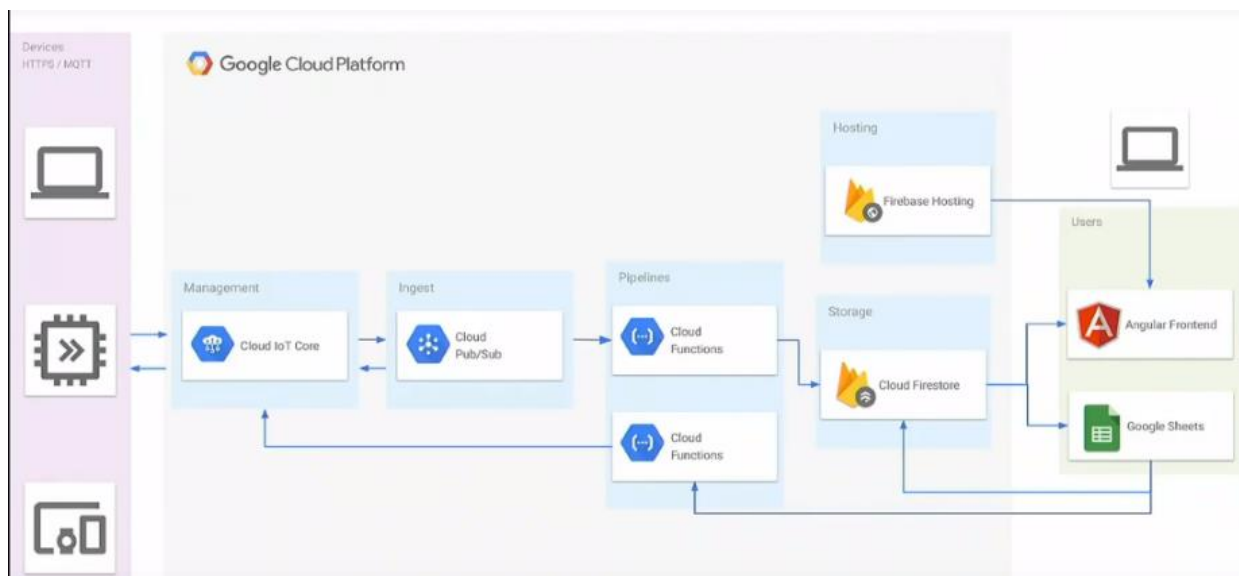 Devices
HTTPS / MQTT
Google Cloud Platform
Hosting
Firebase Hosting
Users
Pipelines
Management
Ingest
Storage
Cloud IoT Core
Cloud
Pub/Sub
Cloud
Functions
Angular Frontend
Cloud Firestore
Google Sheets
Cloud
Functions